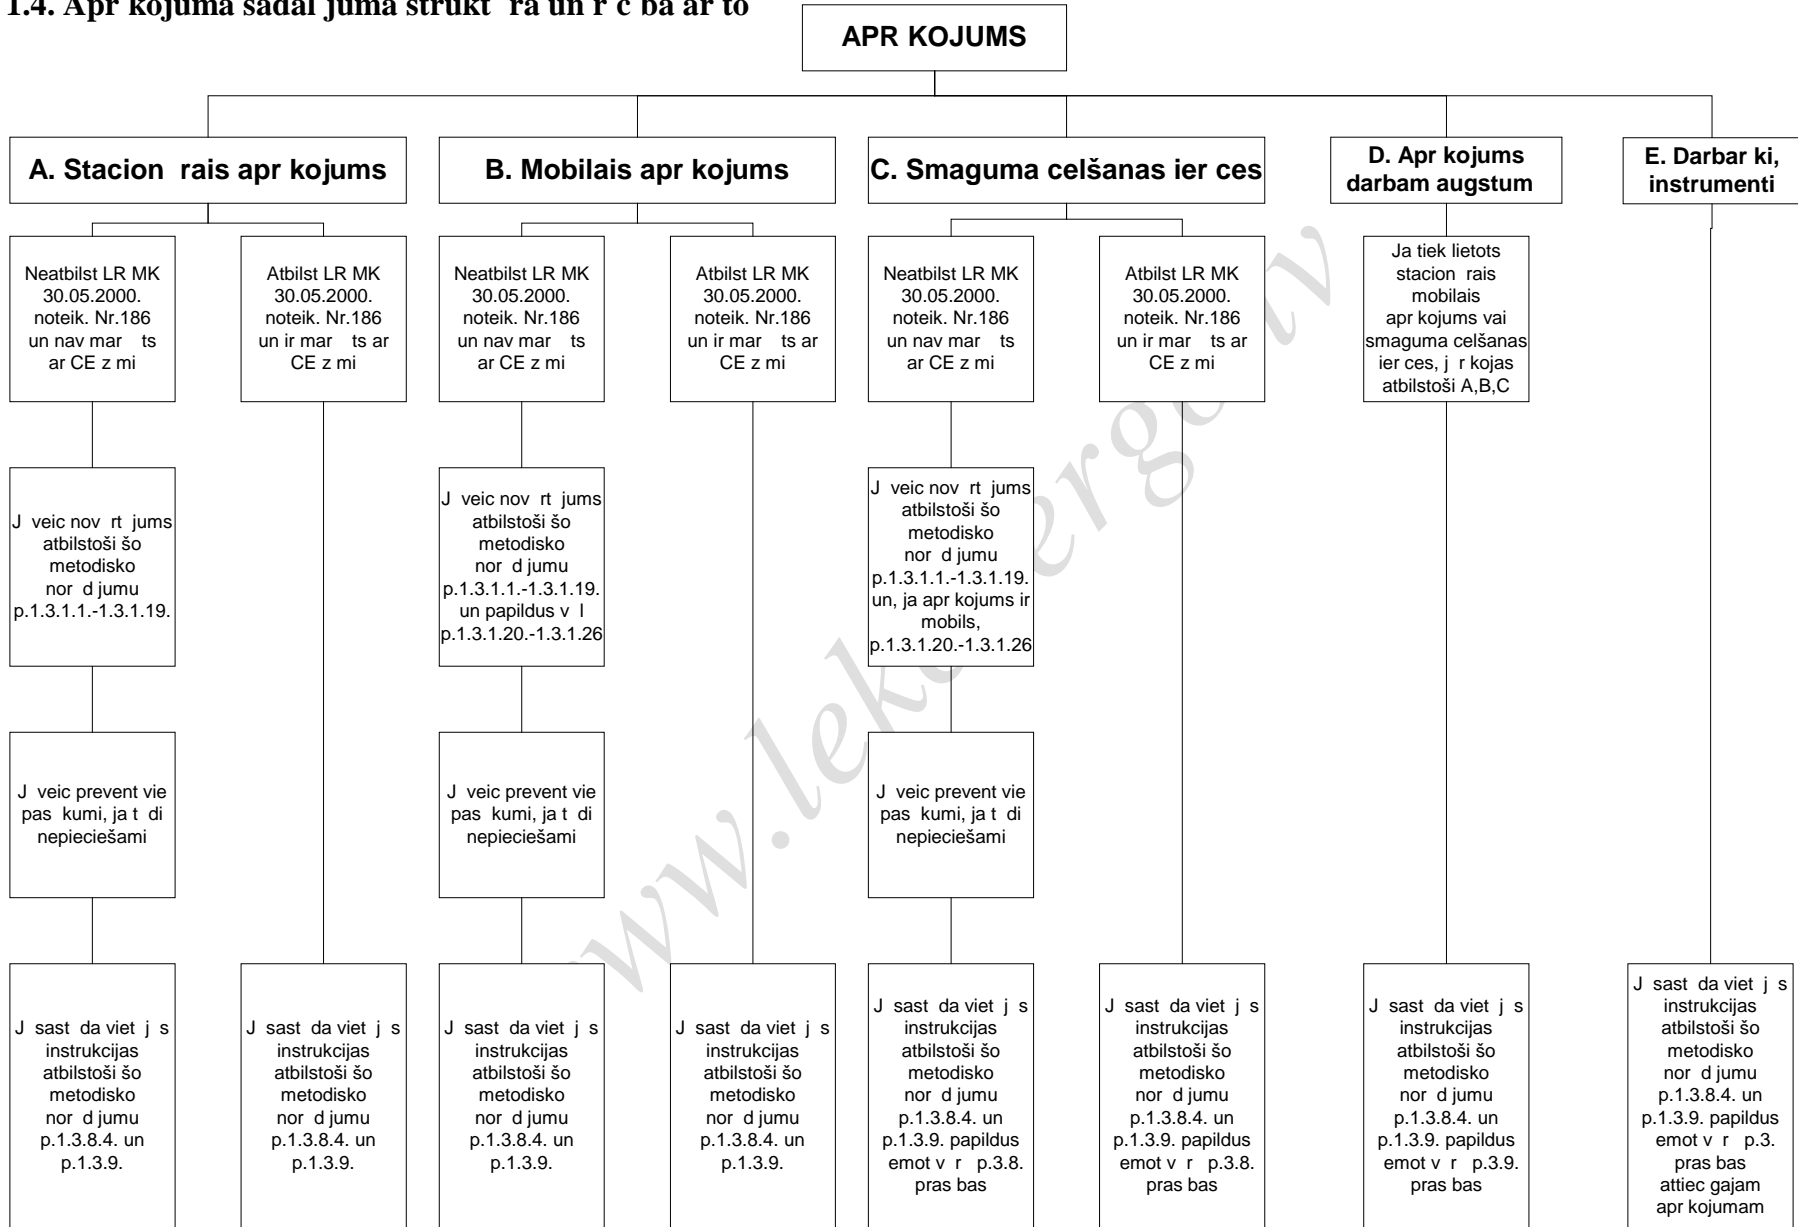 1.4. Apr kojuma sadal juma strukt ra un r c ba ar to
APR KOJUMS
A. Stacion rais apr kojums
B. Mobilais apr kojums
C. Smaguma celšanas ier ces
D. Apr kojums
darbam augstum
E. Darbar ki,
instrumenti
Neatbilst LR MK
30.05.2000.
noteik. Nr.186
un nav mar ts
ar CE z mi
Atbilst LR MK
30.05.2000.
noteik. Nr.186
un ir mar ts ar
CE z mi
Neatbilst LR MK
30.05.2000.
noteik. Nr.186
un nav mar ts
ar CE z mi
Atbilst LR MK
30.05.2000.
noteik. Nr.186
un ir mar ts ar
CE z mi
Neatbilst LR MK
30.05.2000.
noteik. Nr.186
un nav mar ts
ar CE z mi
Atbilst LR MK
30.05.2000.
noteik. Nr.186
un ir mar ts ar
CE z mi
Ja tiek lietots
stacion rais
mobilais
apr kojums vai
smaguma celšanas
ier ces, j r kojas
atbilstoši A,B,C
J veic nov rt jums
atbilstoši šo
metodisko
nor d jumu
p.1.3.1.1.-1.3.1.19.
J veic nov rt jums
atbilstoši šo
metodisko
nor d jumu
p.1.3.1.1.-1.3.1.19.
un papildus v l
p.1.3.1.20.-1.3.1.26
J veic nov rt jums
atbilstoši šo
metodisko
nor d jumu
p.1.3.1.1.-1.3.1.19.
un, ja apr kojums ir
mobils,
p.1.3.1.20.-1.3.1.26
J veic prevent vie
pas kumi, ja t di
nepieciešami
J veic prevent vie
pas kumi, ja t di
nepieciešami
J veic prevent vie
pas kumi, ja t di
nepieciešami
J sast da viet j s
instrukcijas
atbilstoši šo
metodisko
nor d jumu
p.1.3.8.4. un
p.1.3.9.
J sast da viet j s
instrukcijas
atbilstoši šo
metodisko
nor d jumu
p.1.3.8.4. un
p.1.3.9.
J sast da viet j s
instrukcijas
atbilstoši šo
metodisko
nor d jumu
p.1.3.8.4. un
p.1.3.9.
J sast da viet j s
instrukcijas
atbilstoši šo
metodisko
nor d jumu
p.1.3.8.4. un
p.1.3.9.
J sast da viet j s
instrukcijas
atbilstoši šo
metodisko
nor d jumu
p.1.3.8.4. un
p.1.3.9. papildus
emot v r p.3.8.
pras bas
J sast da viet j s
instrukcijas
atbilstoši šo
metodisko
nor d jumu
p.1.3.8.4. un
p.1.3.9. papildus
emot v r p.3.8.
pras bas
J sast da viet j s
instrukcijas
atbilstoši šo
metodisko
nor d jumu
p.1.3.8.4. un
p.1.3.9. papildus
emot v r p.3.9.
pras bas
J sast da viet j s
instrukcijas
atbilstoši šo
metodisko
nor d jumu
p.1.3.8.4. un
p.1.3.9. papildus
emot v r p.3.
pras bas
attiec gajam
apr kojumam